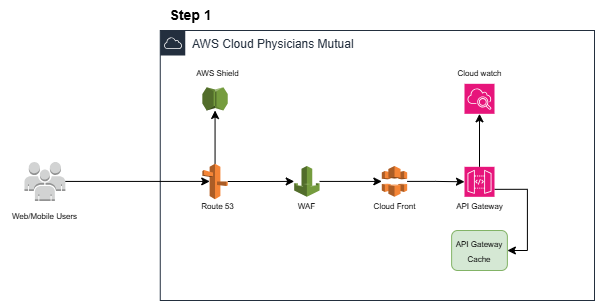 Step 1
AWS Cloud Physicians Mutual
AWS Shield
Cloud watch
Web/Mobile Users
Route 53
WAF
Cloud Front
API Gateway
API Gateway
Cache